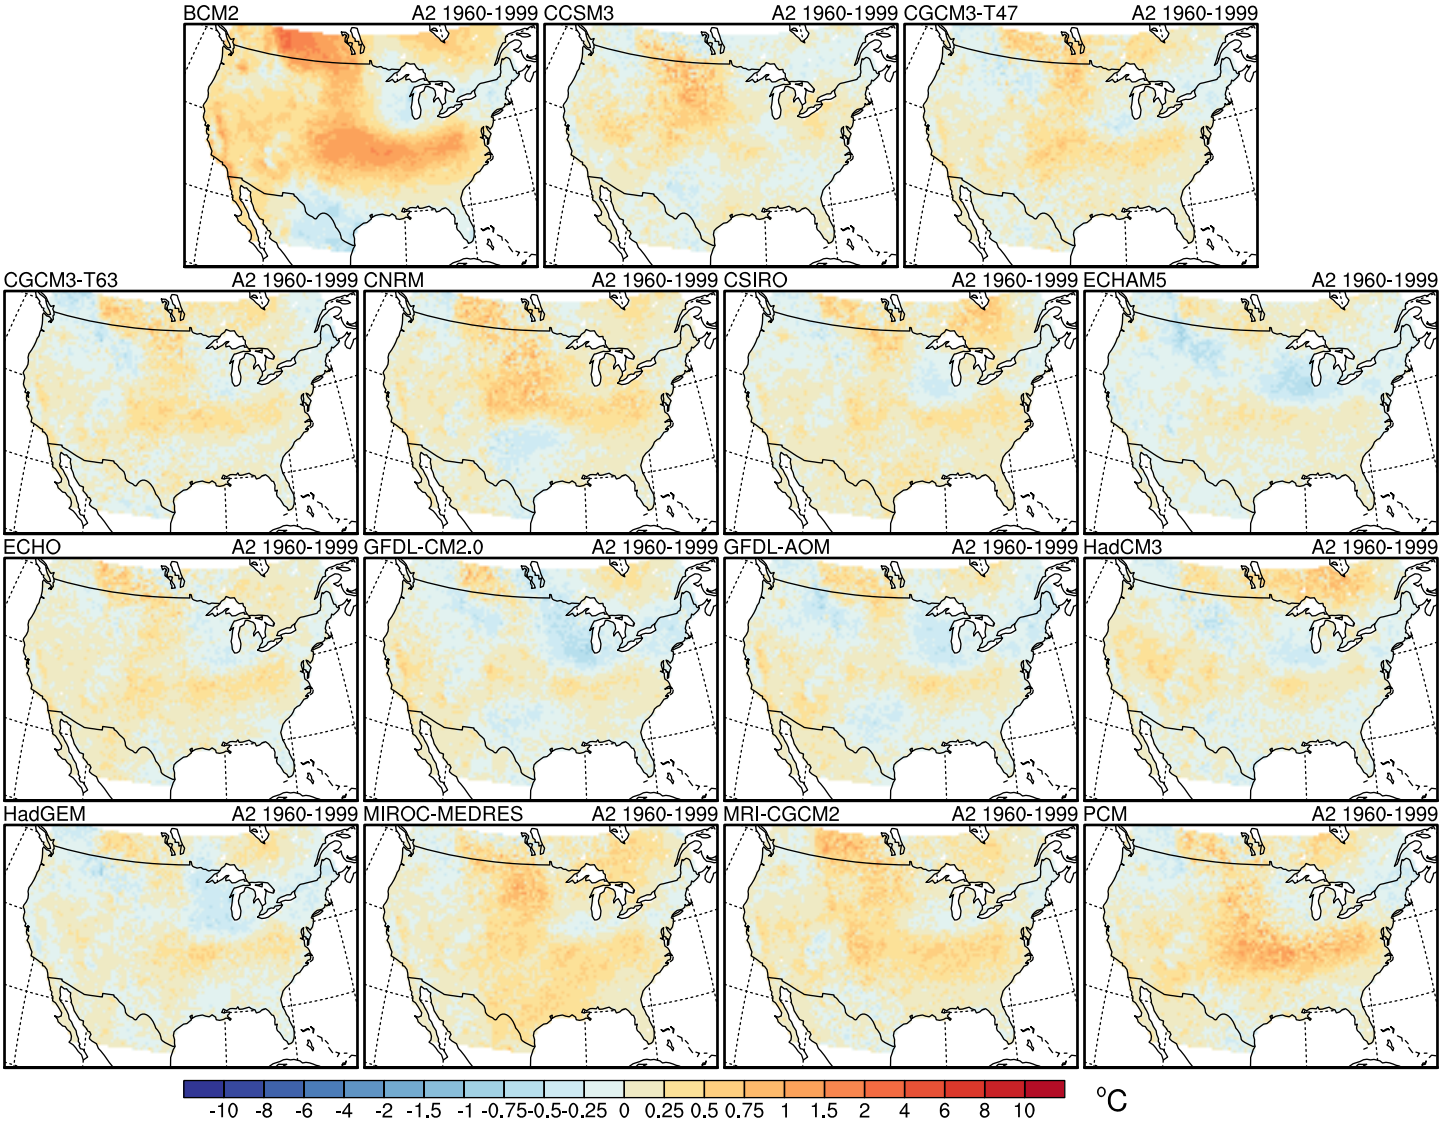 BCM2 A2 1960-1999 CCSM3 A2 1960-1999 CGCM3-T47 A2 1960-1999
CGCM3-T63 A2 1960-1999 CNRM A2 1960-1999 CSIRO A2 1960-1999 ECHAM5 A2 1960-1999
ECHO A2 1960-1999 GFDL-CM2.0 A2 1960-1999 GFDL-AOM A2 1960-1999 HadCM3 A2 1960-1999
HadGEM A2 1960-1999 MIROC-MEDRES A2 1960-1999 MRI-CGCM2 A2 1960-1999 PCM A2 1960-1999
-10 -8 -6 -4 -2 -1.5 -1 -0.75 -0.5 -0.25 0 0.25 0.5 0.75 1 1.5 2 4 6 8 10 °C